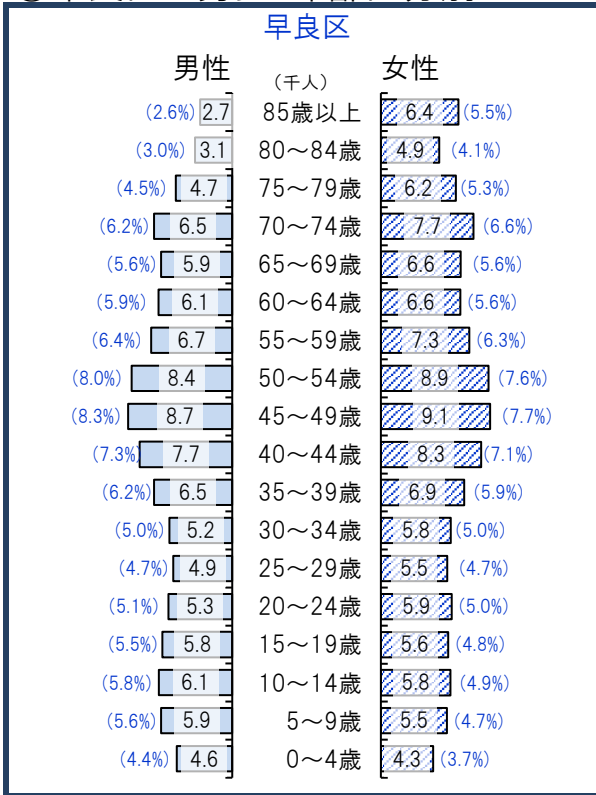 早良区
男性 (千人) 女性
(2.6%) 2.7 85歳以上 6.4 (5.5%)
(3.0%) 3.1 80～84歳 4.9 (4.1%)
(4.5%) 4.7 75～79歳 6.2 (5.3%)
(6.2%) 6.5 70～74歳 7.7 (6.6%)
(5.6%) 5.9 65～69歳 6.6 (5.6%)
(5.9%) 6.1 60～64歳 6.6 (5.6%)
(6.4%) 6.7 55～59歳 7.3 (6.3%)
(8.0%) 8.4 50～54歳 8.9 (7.6%)
(8.3%) 8.7 45～49歳 9.1 (7.7%)
(7.3%) 7.7 40～44歳 8.3 (7.1%)
(6.2%) 6.5 35～39歳 6.9 (5.9%)
(5.0%) 5.2 30～34歳 5.8 (5.0%)
(4.7%) 4.9 25～29歳 5.5 (4.7%)
(5.1%) 5.3 20～24歳 5.9 (5.0%)
(5.5%) 5.8 15～19歳 5.6 (4.8%)
(5.8%) 6.1 10～14歳 5.8 (4.9%)
(5.6%) 5.9 5～9歳 5.5 (4.7%)
(4.4%) 4.6 0～4歳 4.3 (3.7%)